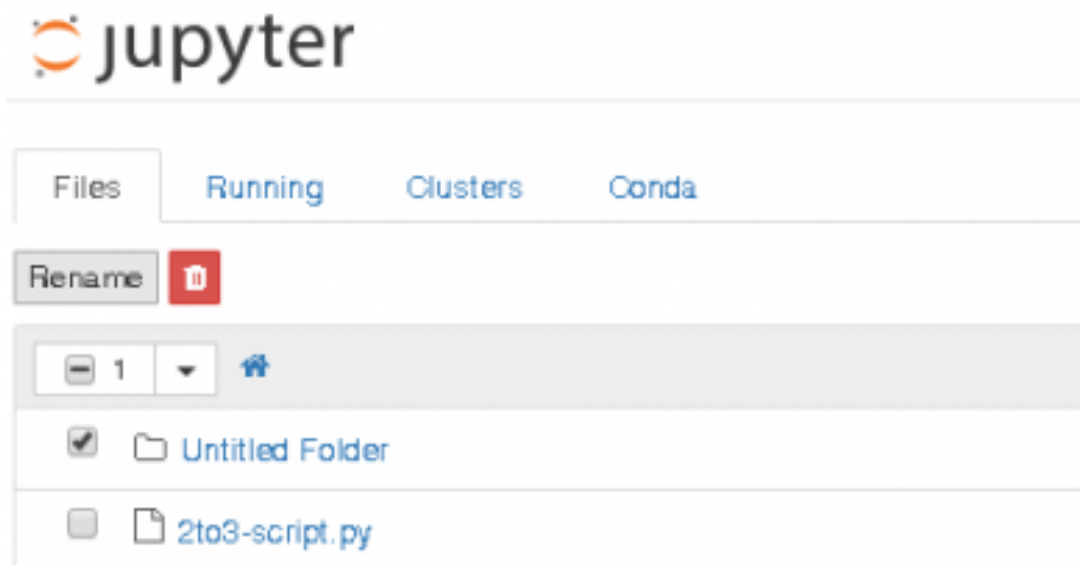 jupyter
Files Running Clusters Conda
Rename
1
Untitled Folder
2to3-script.py